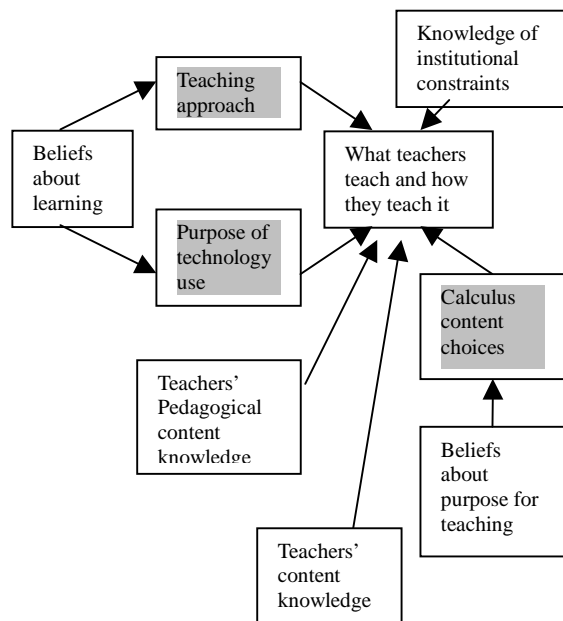 Knowledge of
institutional
constraints
Teaching
approach
Beliefs
about
learning
What teachers
teach and how
they teach it
Purpose of
technology
use
Calculus
content
choices
Teachers'
Pedagogical
content
knowledge
Beliefs
about
purpose for
teaching
Teachers'
content
knowledge